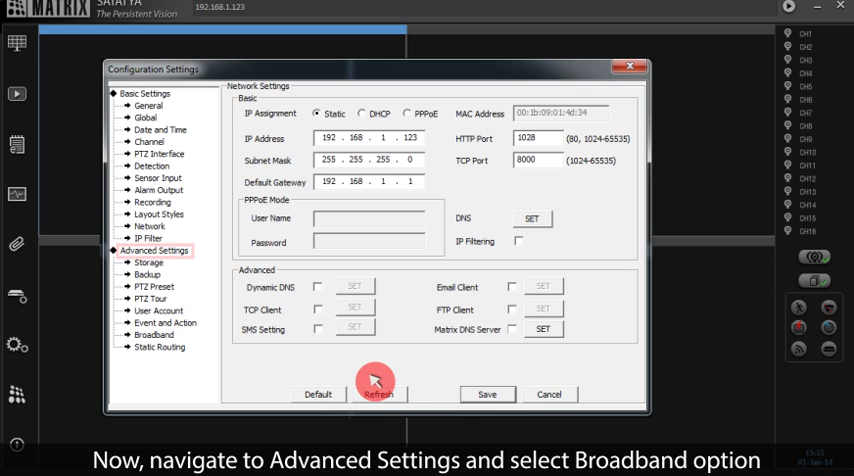 MATRIX
SATATYA
The Persistent Vision
192.168.1.123
Configuration Settings
Basic Settings
General
Global
Date and Time
Channel
PTZ Interface
Detection
Sensor Input
Alarm Output
Recording
Layout Styles
Network
IP Filter
Advanced Settings
Storage
Backup
PTZ Preset
PTZ Tour
User Account
Event and Action
Broadband
Static Routing
Network Settings
Basic
IP Assignment Static DHCP PPPoE MAC Address 00:1b:09:01:4d:34
IP Address 192 . 168 . 1 . 123 HTTP Port 1028 (80, 1024-65535)
Subnet Mask 255 . 255 . 255 . 0 TCP Port 8000 (1024-65535)
Default Gateway 192 . 168 . 1 . 1
PPPoE Mode
User Name DNS SET
Password IP Filtering
Advanced
Dynamic DNS SET Email Client SET
TCP Client SET FTP Client SET
SMS Setting SET Matrix DNS Server SET
Default Refresh Save Cancel
CH1
CH2
CH3
CH4
CH5
CH6
CH7
CH8
CH9
CH10
CH11
CH12
CH13
CH14
CH15
CH16
15:35
01-Jan-14
Now, navigate to Advanced Settings and select Broadband option